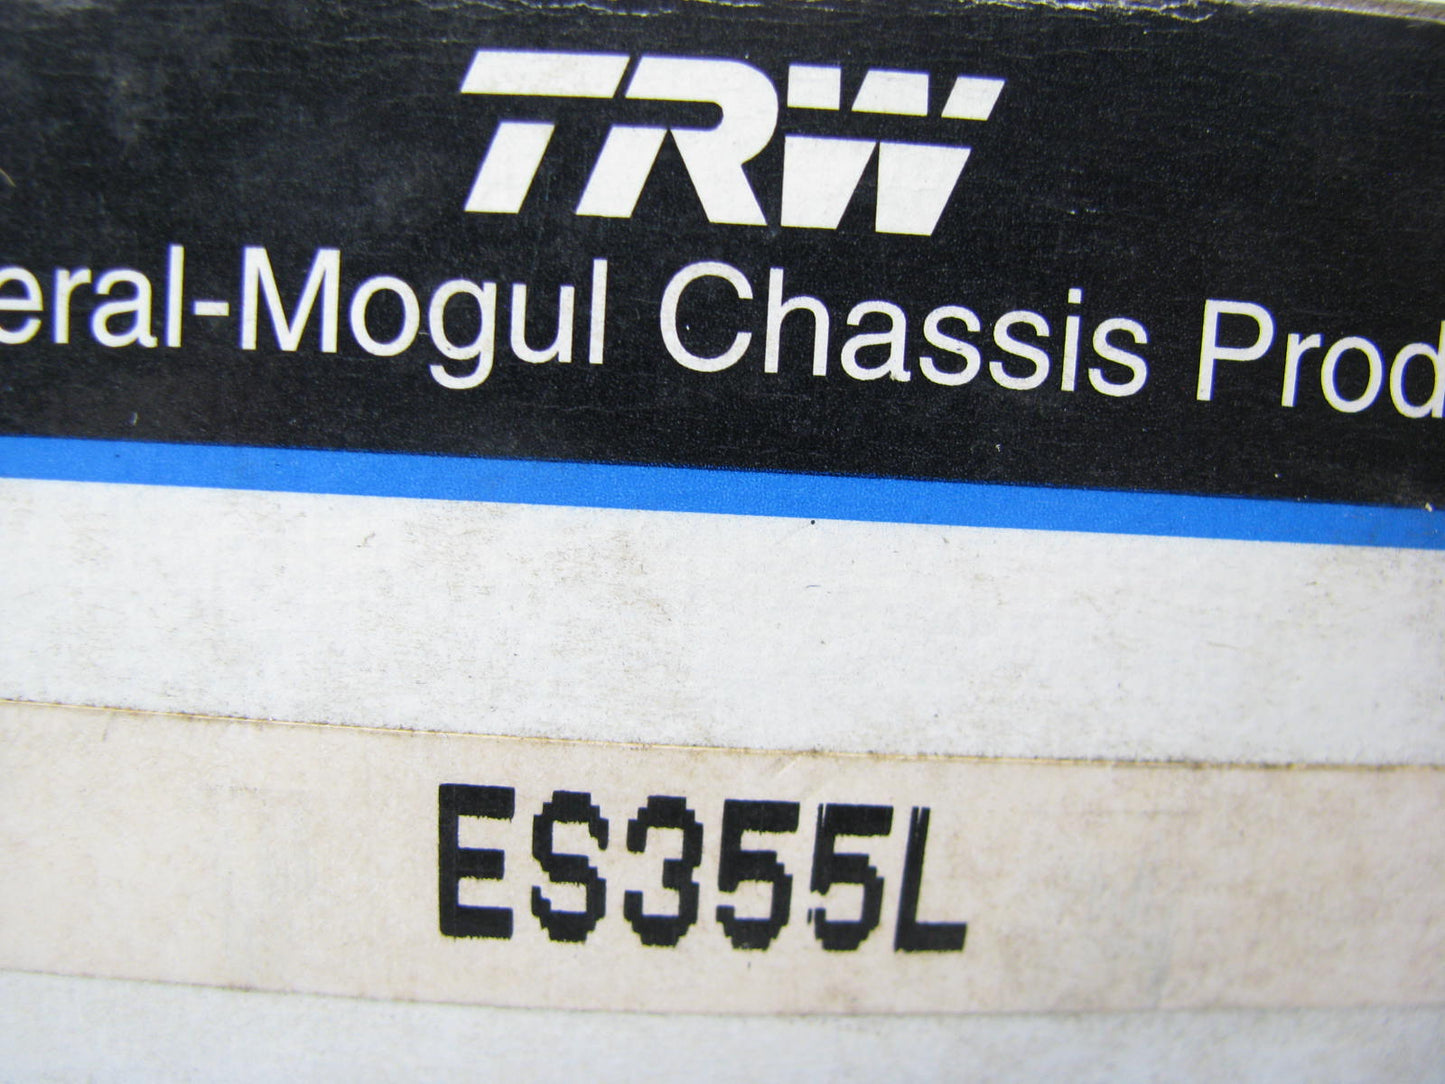 TRW
eral-Mogul Chassis Prod
ES355L